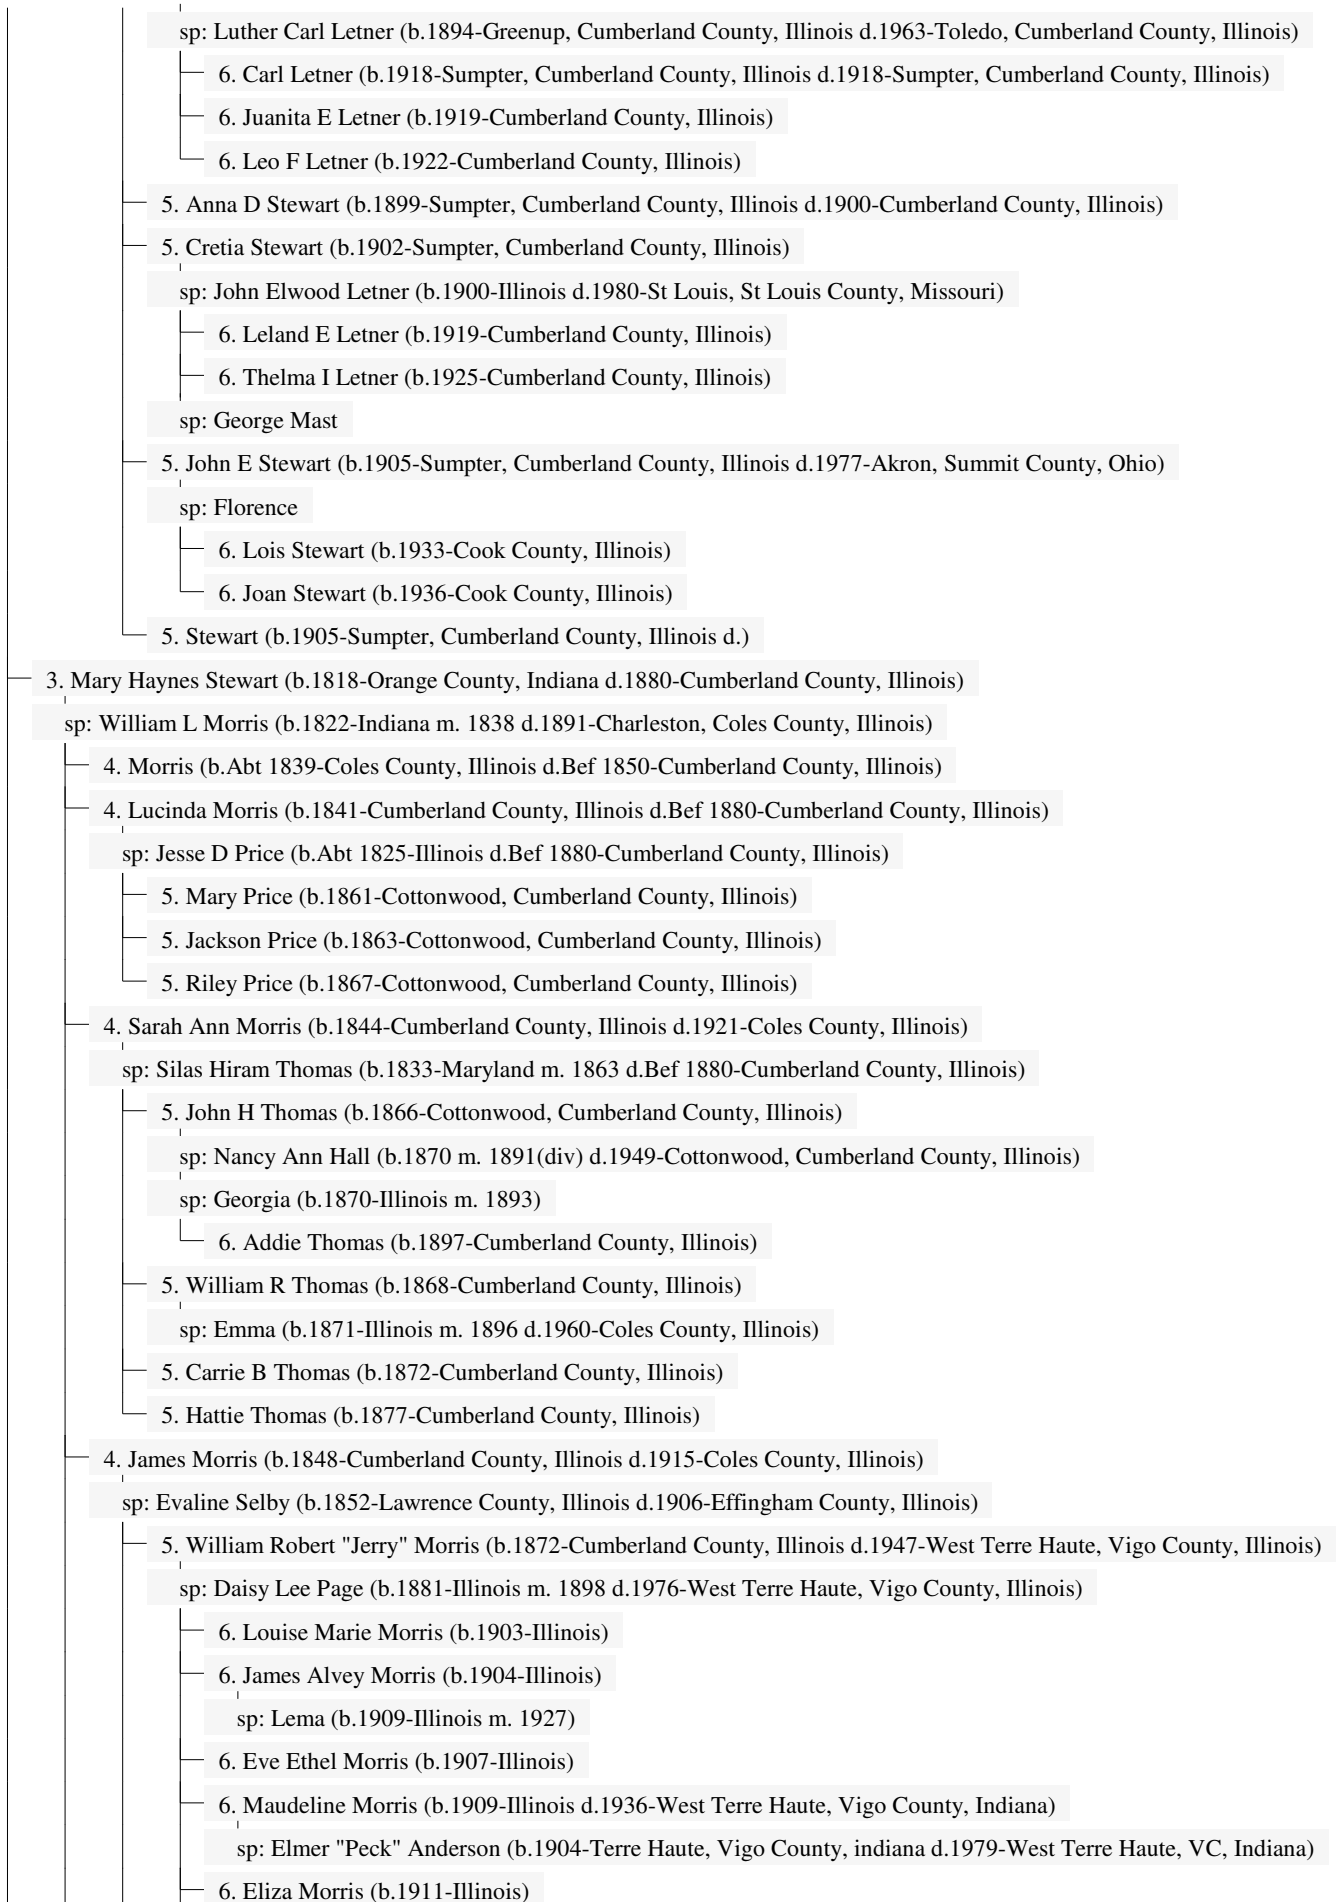 sp: Luther Carl Letner (b.1894-Greenup, Cumberland County, Illinois d.1963-Toledo, Cumberland County, Illinois)
6. Carl Letner (b.1918-Sumpter, Cumberland County, Illinois d.1918-Sumpter, Cumberland County, Illinois)
6. Juanita E Letner (b.1919-Cumberland County, Illinois)
6. Leo F Letner (b.1922-Cumberland County, Illinois)
5. Anna D Stewart (b.1899-Sumpter, Cumberland County, Illinois d.1900-Cumberland County, Illinois)
5. Cretia Stewart (b.1902-Sumpter, Cumberland County, Illinois)
sp: John Elwood Letner (b.1900-Illinois d.1980-St Louis, St Louis County, Missouri)
6. Leland E Letner (b.1919-Cumberland County, Illinois)
6. Thelma I Letner (b.1925-Cumberland County, Illinois)
sp: George Mast
5. John E Stewart (b.1905-Sumpter, Cumberland County, Illinois d.1977-Akron, Summit County, Ohio)
sp: Florence
6. Lois Stewart (b.1933-Cook County, Illinois)
6. Joan Stewart (b.1936-Cook County, Illinois)
5. Stewart (b.1905-Sumpter, Cumberland County, Illinois d.)
3. Mary Haynes Stewart (b.1818-Orange County, Indiana d.1880-Cumberland County, Illinois)
sp: William L Morris (b.1822-Indiana m. 1838 d.1891-Charleston, Coles County, Illinois)
4. Morris (b.Abt 1839-Coles County, Illinois d.Bef 1850-Cumberland County, Illinois)
4. Lucinda Morris (b.1841-Cumberland County, Illinois d.Bef 1880-Cumberland County, Illinois)
sp: Jesse D Price (b.Abt 1825-Illinois d.Bef 1880-Cumberland County, Illinois)
5. Mary Price (b.1861-Cottonwood, Cumberland County, Illinois)
5. Jackson Price (b.1863-Cottonwood, Cumberland County, Illinois)
5. Riley Price (b.1867-Cottonwood, Cumberland County, Illinois)
4. Sarah Ann Morris (b.1844-Cumberland County, Illinois d.1921-Coles County, Illinois)
sp: Silas Hiram Thomas (b.1833-Maryland m. 1863 d.Bef 1880-Cumberland County, Illinois)
5. John H Thomas (b.1866-Cottonwood, Cumberland County, Illinois)
sp: Nancy Ann Hall (b.1870 m. 1891(div) d.1949-Cottonwood, Cumberland County, Illinois)
sp: Georgia (b.1870-Illinois m. 1893)
6. Addie Thomas (b.1897-Cumberland County, Illinois)
5. William R Thomas (b.1868-Cumberland County, Illinois)
sp: Emma (b.1871-Illinois m. 1896 d.1960-Coles County, Illinois)
5. Carrie B Thomas (b.1872-Cumberland County, Illinois)
5. Hattie Thomas (b.1877-Cumberland County, Illinois)
4. James Morris (b.1848-Cumberland County, Illinois d.1915-Coles County, Illinois)
sp: Evaline Selby (b.1852-Lawrence County, Illinois d.1906-Effingham County, Illinois)
5. William Robert "Jerry" Morris (b.1872-Cumberland County, Illinois d.1947-West Terre Haute, Vigo County, Illinois)
sp: Daisy Lee Page (b.1881-Illinois m. 1898 d.1976-West Terre Haute, Vigo County, Illinois)
6. Louise Marie Morris (b.1903-Illinois)
6. James Alvey Morris (b.1904-Illinois)
sp: Lema (b.1909-Illinois m. 1927)
6. Eve Ethel Morris (b.1907-Illinois)
6. Maudeline Morris (b.1909-Illinois d.1936-West Terre Haute, Vigo County, Indiana)
sp: Elmer "Peck" Anderson (b.1904-Terre Haute, Vigo County, indiana d.1979-West Terre Haute, VC, Indiana)
6. Eliza Morris (b.1911-Illinois)